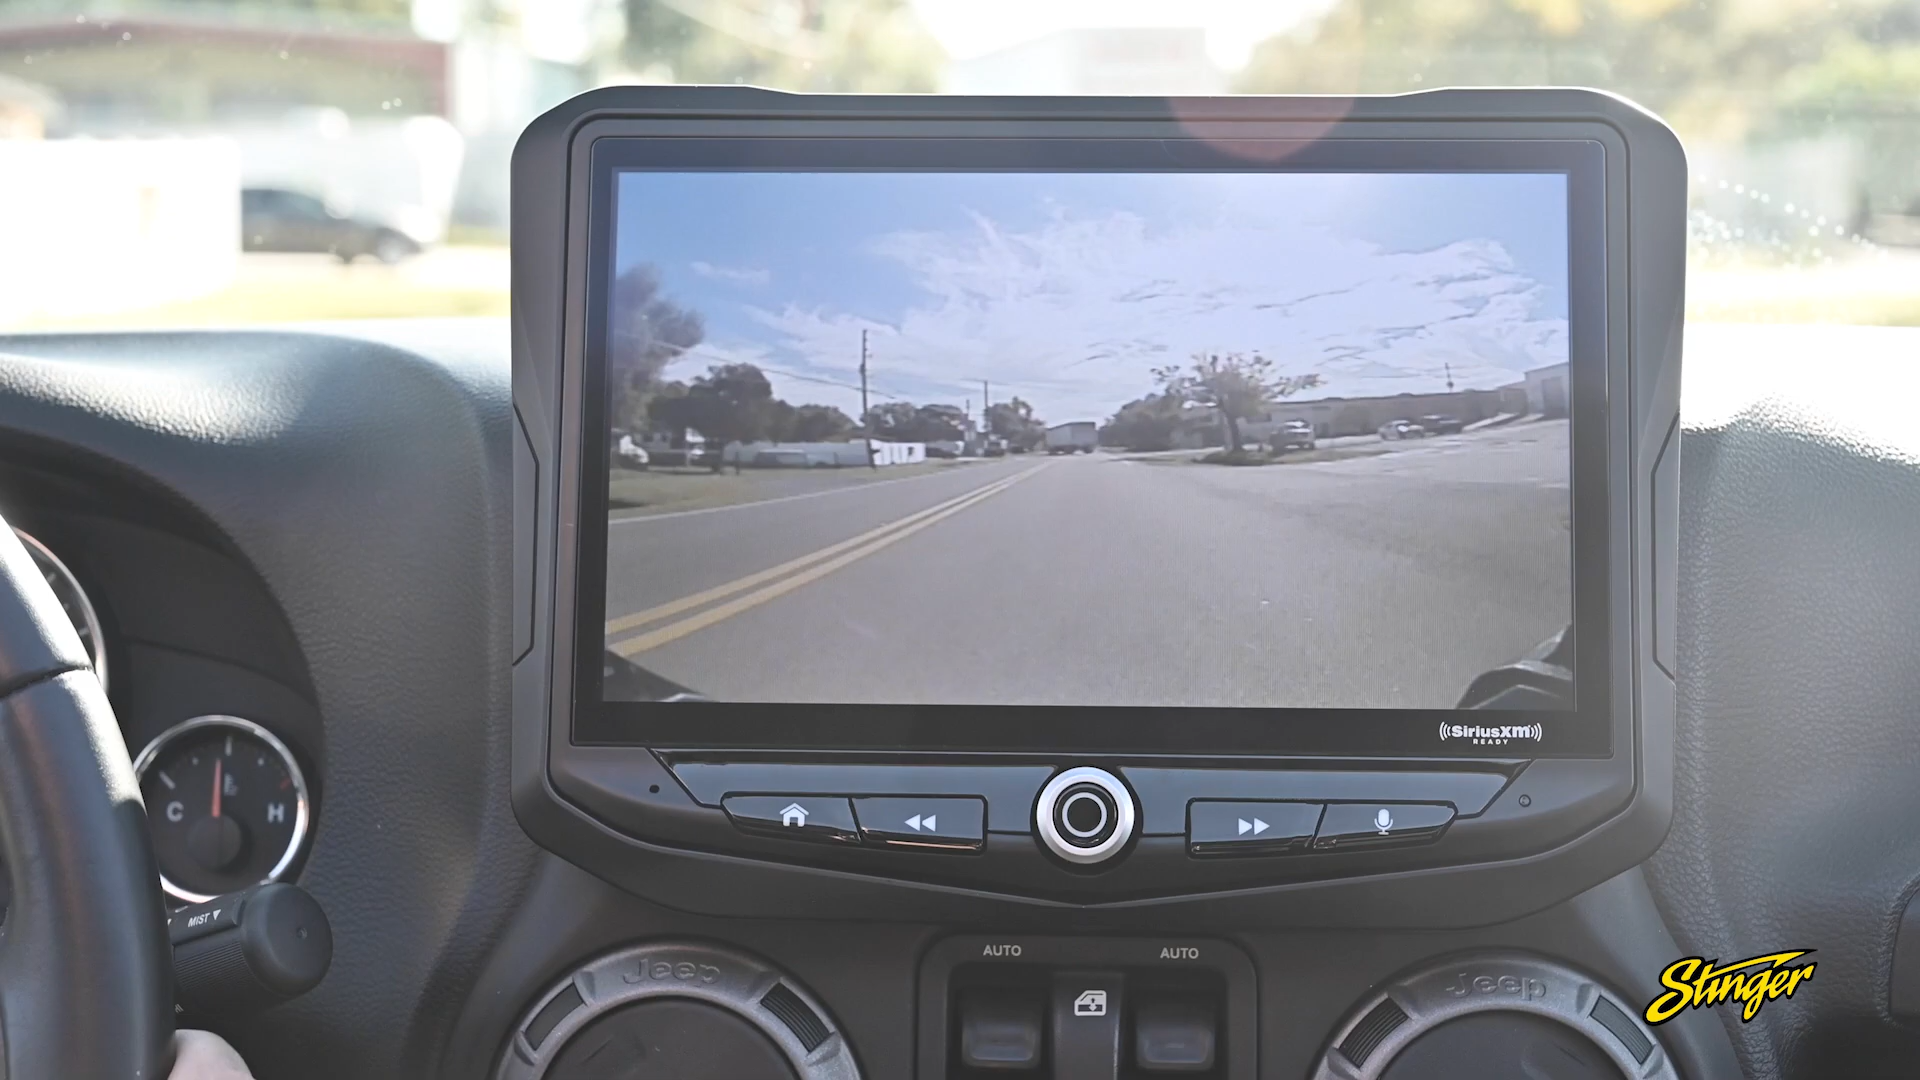 SiriusXM
READY
C
H
MIST
AUTO
AUTO
Jeep
Jeep
Stinger